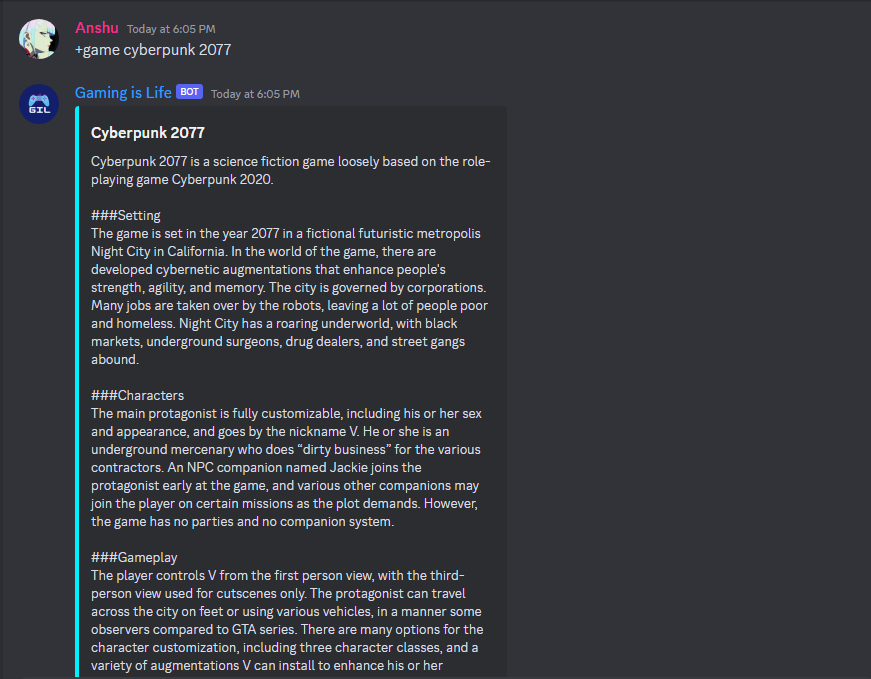 Anshu Today at 6:05 PM
+game cyberpunk 2077
Gaming is Life BOT Today at 6:05 PM
GIL
Cyberpunk 2077
Cyberpunk 2077 is a science fiction game loosely based on the role-
playing game Cyberpunk 2020.
###Setting
The game is set in the year 2077 in a fictional futuristic metropolis
Night City in California. In the world of the game, there are
developed cybernetic augmentations that enhance people's
strength, agility, and memory. The city is governed by corporations.
Many jobs are taken over by the robots, leaving a lot of people poor
and homeless. Night City has a roaring underworld, with black
markets, underground surgeons, drug dealers, and street gangs
abound.
###Characters
The main protagonist is fully customizable, including his or her sex
and appearance, and goes by the nickname V. He or she is an
underground mercenary who does “dirty business” for the various
contractors. An NPC companion named Jackie joins the
protagonist early at the game, and various other companions may
join the player on certain missions as the plot demands. However,
the game has no parties and no companion system.
###Gameplay
The player controls V from the first person view, with the third-
person view used for cutscenes only. The protagonist can travel
across the city on feet or using various vehicles, in a manner some
observers compared to GTA series. There are many options for the
character customization, including three character classes, and a
variety of augmentations V can install to enhance his or her